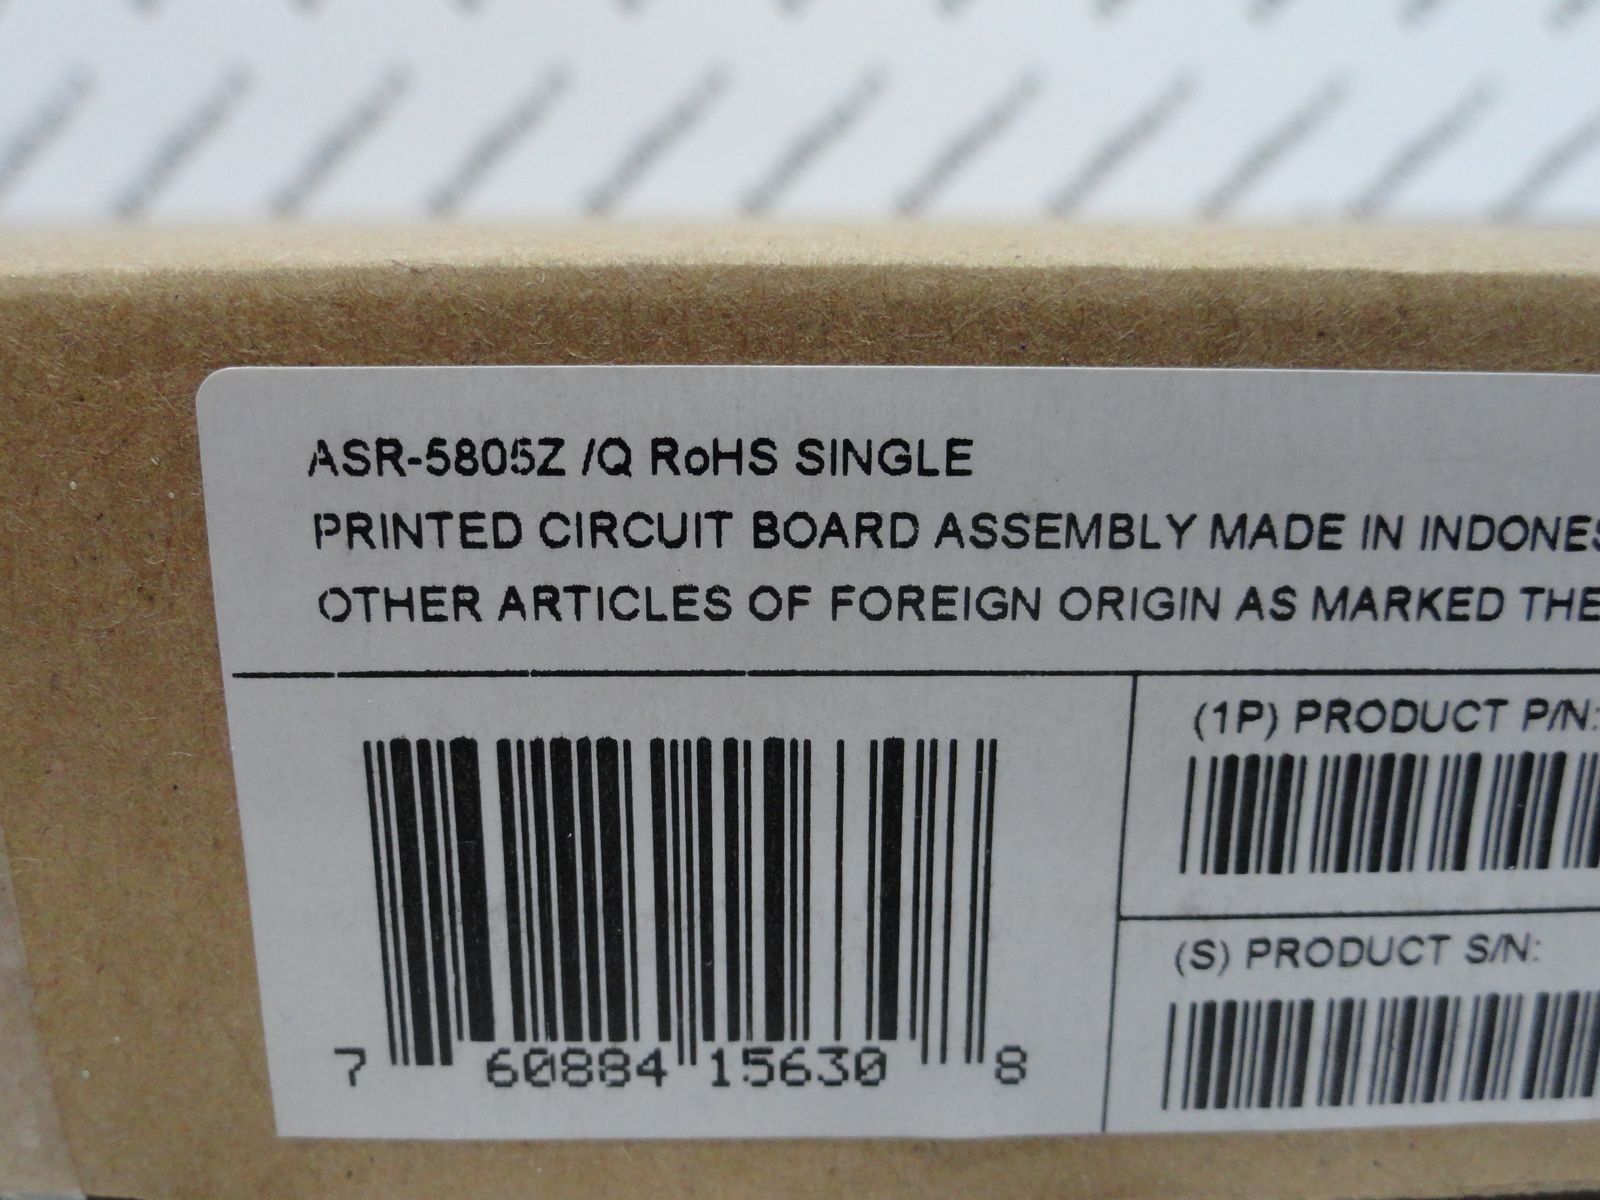 ASR-5805Z /Q RoHS SINGLE
PRINTED CIRCUIT BOARD ASSEMBLY MADE IN INDONES
OTHER ARTICLES OF FOREIGN ORIGIN AS MARKED THE
(1P) PRODUCT P/N:
(S) PRODUCT S/N:
7 60884 15630 8